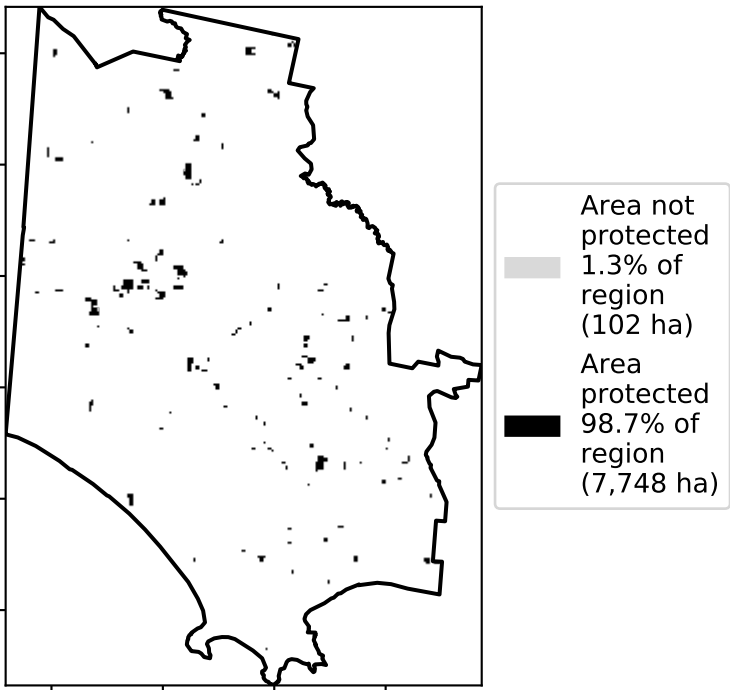 Area not
protected
1.3% of
region
(102 ha)
Area
protected
98.7% of
region
(7,748 ha)